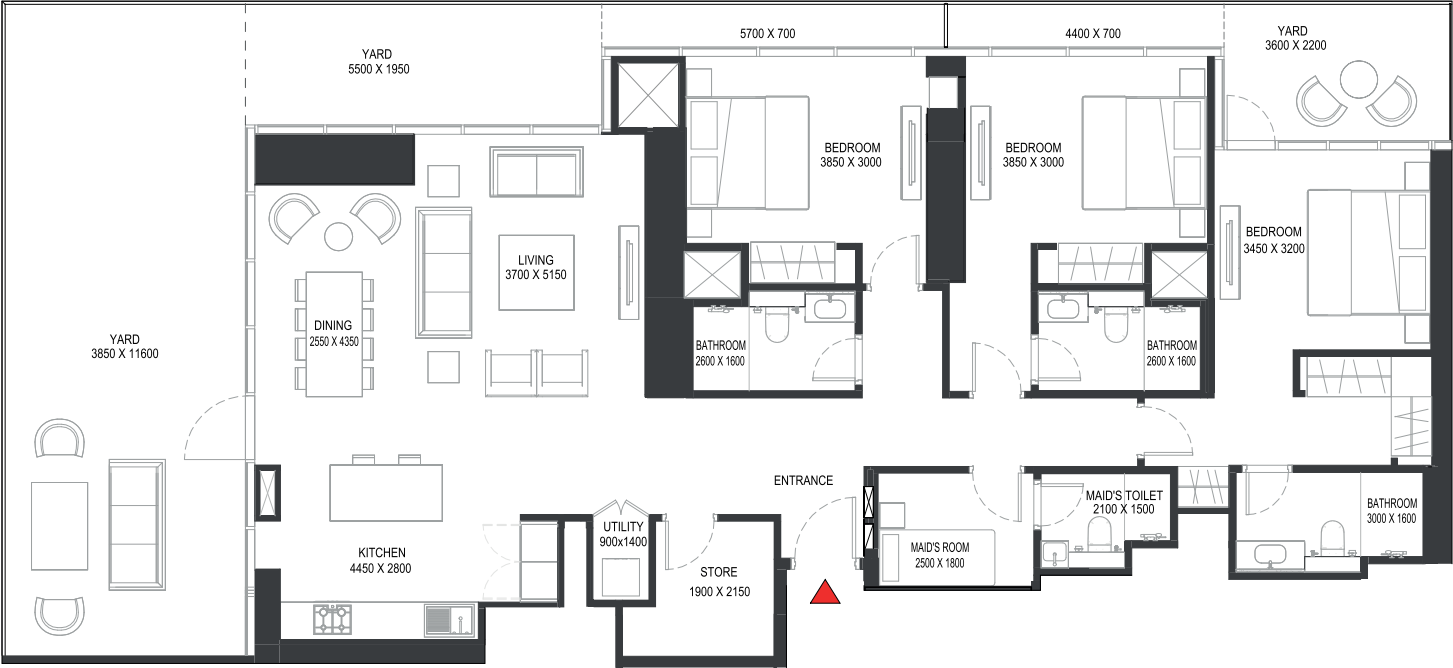 YARD
5500 X 1950
5700 X 700
4400 X 700
YARD
3600 X 2200
BEDROOM
3850 X 3000
BEDROOM
3850 X 3000
BEDROOM
3450 X 3200
LIVING
3700 X 5150
DINING
2550 X 4350
YARD
3850 X 11600
BATHROOM
2600 X 1600
BATHROOM
2600 X 1600
ENTRANCE
MAID'S TOILET
2100 X 1500
BATHROOM
3000 X 1600
UTILITY
900x1400
KITCHEN
4450 X 2800
MAID'S ROOM
2500 X 1800
STORE
1900 X 2150